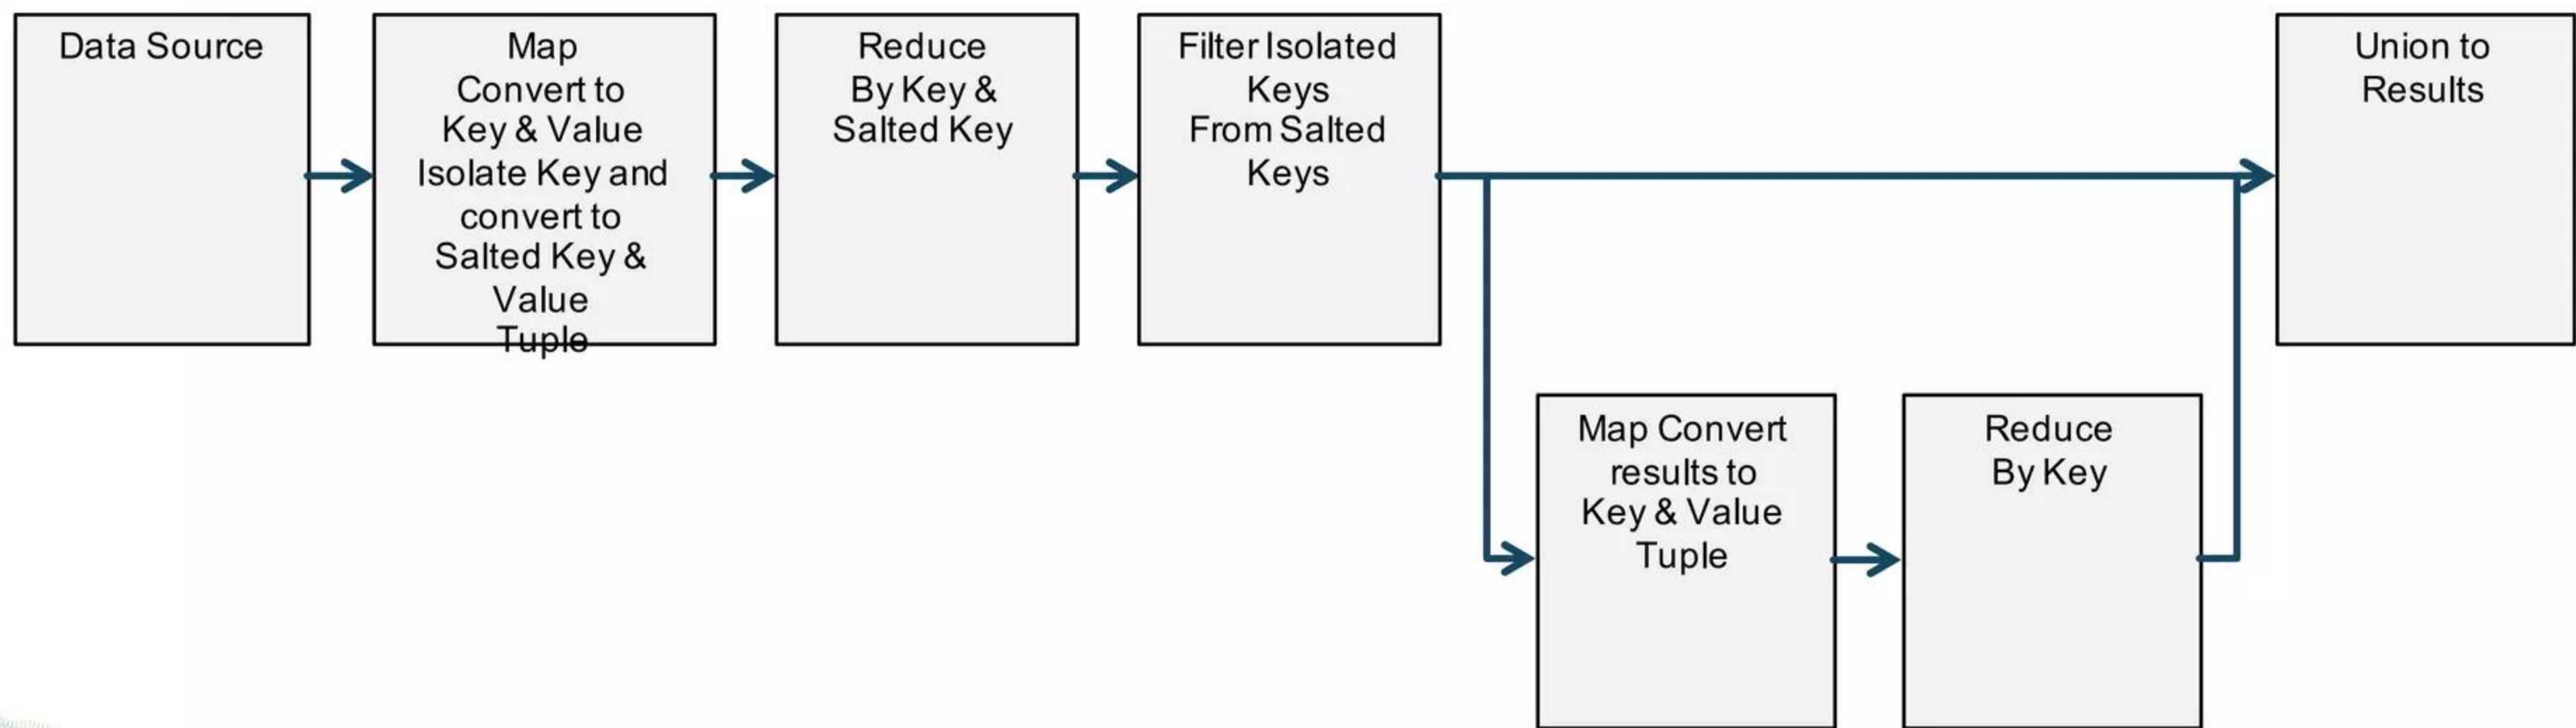 Data Source
Map
Convert to
Key & Value
Isolate Key and
convert to
Salted Key &
Value
Tuple
Reduce
By Key &
Salted Key
Filter Isolated
Keys
From Salted
Keys
Union to
Results
Map Convert
results to
Key & Value
Tuple
Reduce
By Key